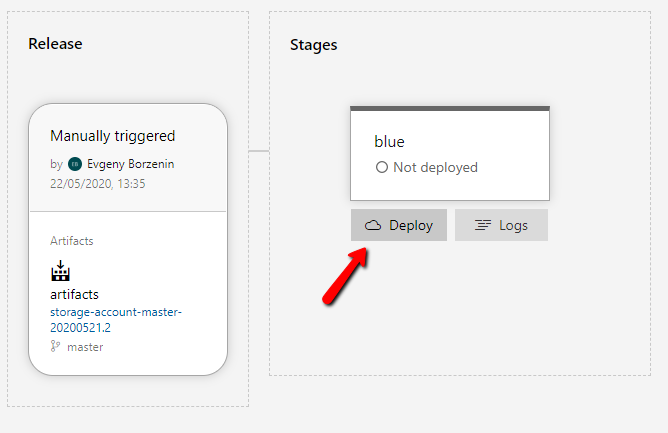 Release
Manually triggered
by Evgeny Borzenin
22/05/2020, 13:35
Artifacts
artifacts
storage-account-master-
20200521.2
master
Stages
blue
Not deployed
Deploy
Logs